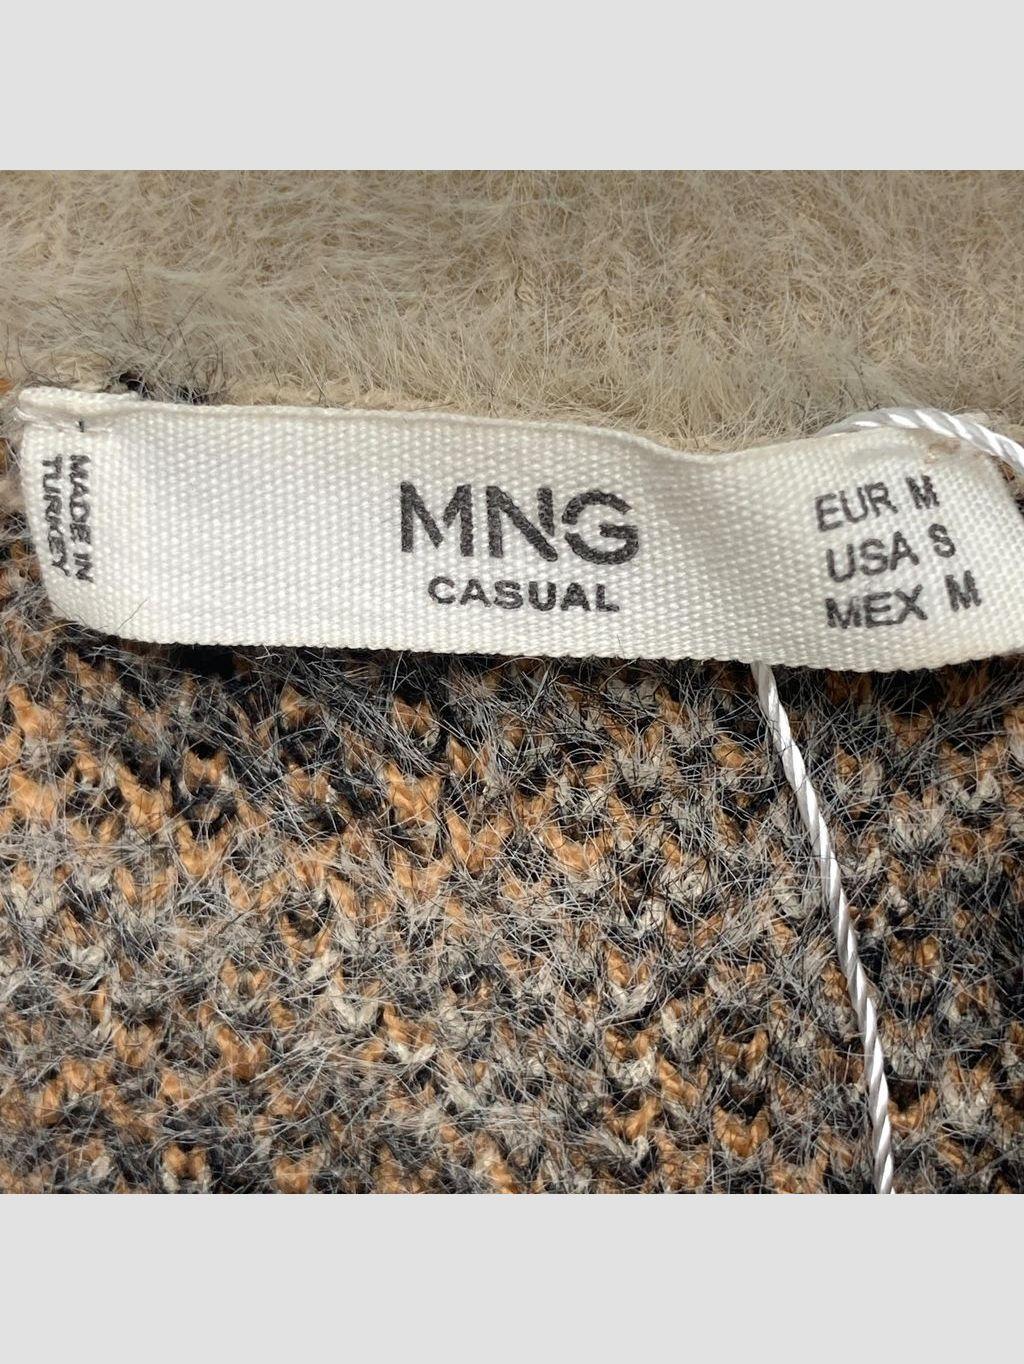 MADE IN
TURKEY
MNG
CASUAL
EUR M
USA S
MEX M